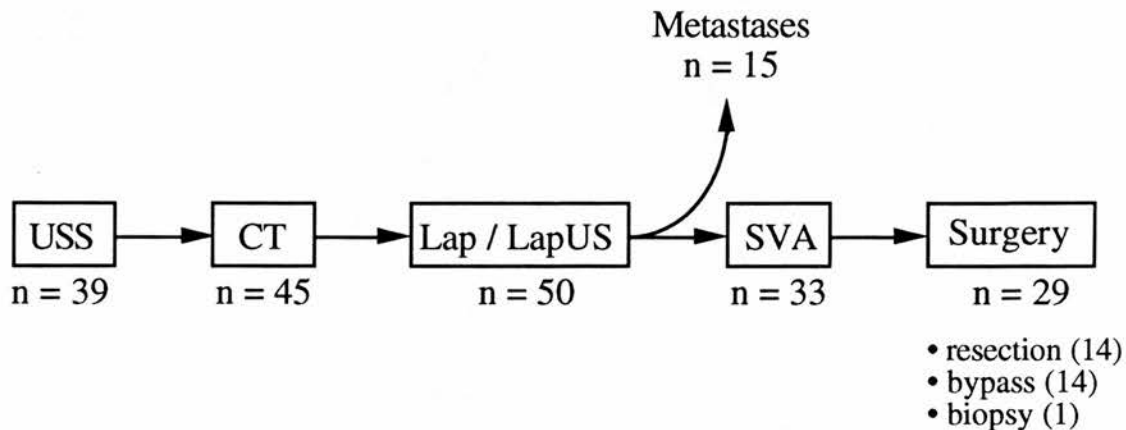 Metastases
n = 15
USS
CT
Lap / LapUS
SVA
Surgery
n = 39
n = 45
n = 50
n = 33
n = 29
• resection (14)
• bypass (14)
• biopsy (1)